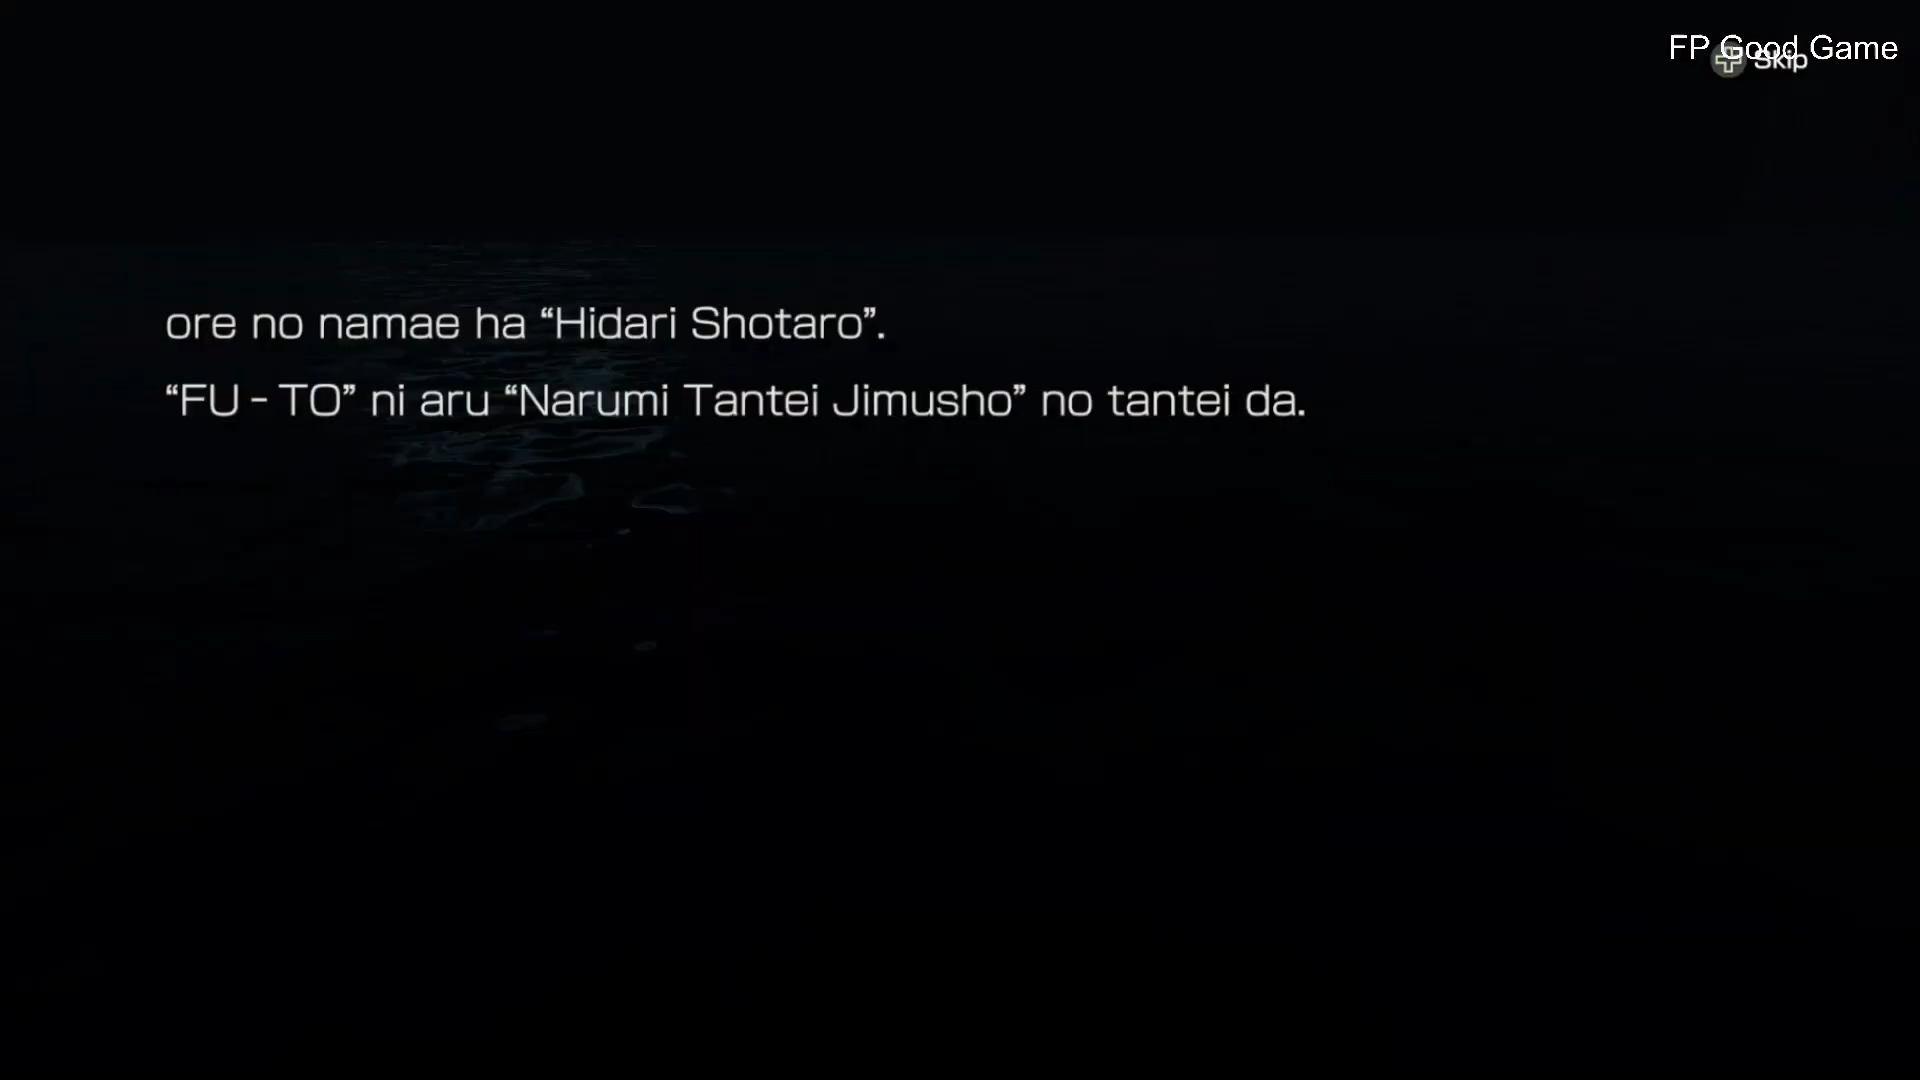 FP Good Game
Skip
ore no namae ha “Hidari Shotaro”.
“FU-TO” ni aru “Narumi Tantei Jimusho” no tantei da.